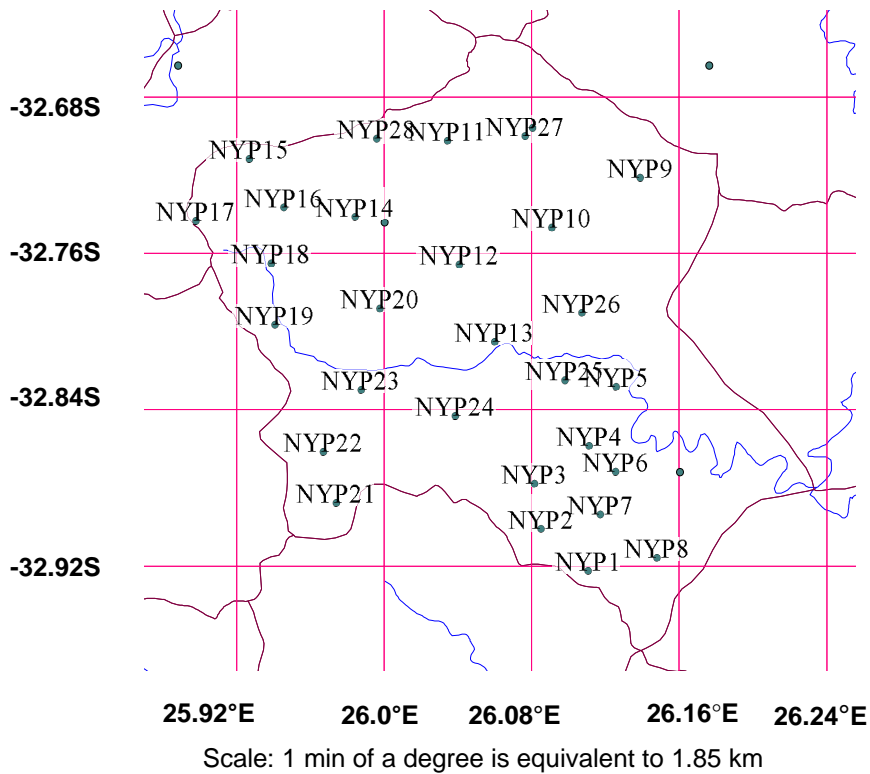 -32.68S
NYP28
NYP11
NYP27
NYP15
NYP9
NYP16
NYP17
NYP14
NYP10
-32.76S
NYP18
NYP12
NYP20
NYP26
NYP19
NYP13
NYP23
NYP25
NYP5
-32.84S
NYP24
NYP22
NYP4
NYP6
NYP3
NYP21
NYP7
NYP2
NYP8
-32.92S
NYP1
25.92°E 26.0°E 26.08°E 26.16°E 26.24°E
Scale: 1 min of a degree is equivalent to 1.85 km